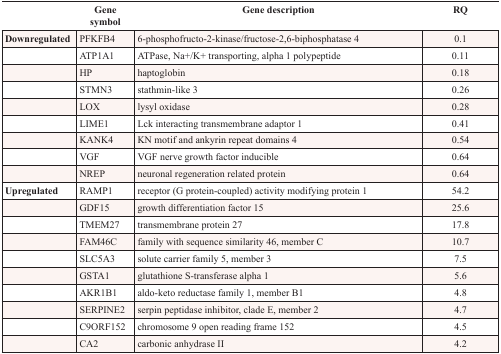 Gene symbol Gene description RQ
Downregulated PFKFB4 6-phosphofructo-2-kinase/fructose-2,6-biphosphatase 4 0.1
ATP1A1 ATPase, Na+/K+ transporting, alpha 1 polypeptide 0.11
HP haptoglobin 0.18
STMN3 stathmin-like 3 0.26
LOX lysyl oxidase 0.28
LIME1 Lck interacting transmembrane adaptor 1 0.41
KANK4 KN motif and ankyrin repeat domains 4 0.54
VGF VGF nerve growth factor inducible 0.64
NREP neuronal regeneration related protein 0.64
Upregulated RAMP1 receptor (G protein-coupled) activity modifying protein 1 54.2
GDF15 growth differentiation factor 15 25.6
TMEM27 transmembrane protein 27 17.8
FAM46C family with sequence similarity 46, member C 10.7
SLC5A3 solute carrier family 5, member 3 7.5
GSTA1 glutathione S-transferase alpha 1 5.6
AKR1B1 aldo-keto reductase family 1, member B1 4.8
SERPINE2 serpin peptidase inhibitor, clade E, member 2 4.7
C9ORF152 chromosome 9 open reading frame 152 4.5
CA2 carbonic anhydrase II 4.2